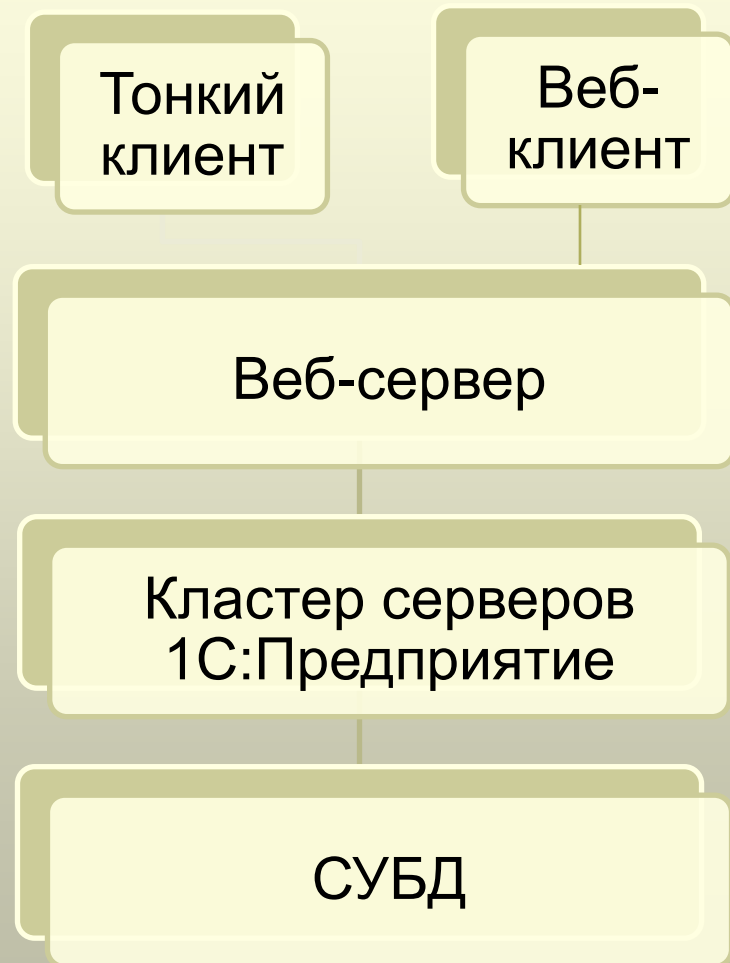 Тонкий
клиент
Веб-
клиент
Веб-сервер
Кластер серверов
1С:Предприятие
СУБД